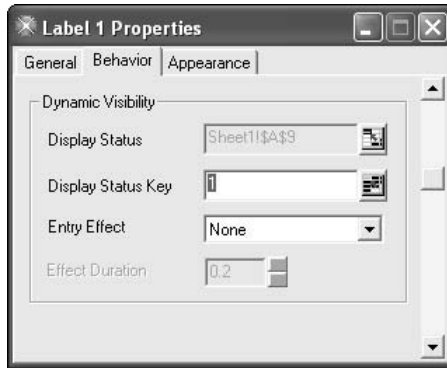 Label 1 Properties
General Behavior Appearance
Dynamic Visibility
Display Status Sheet1!$A$9
Display Status Key 1
Entry Effect None
Effect Duration 0.2